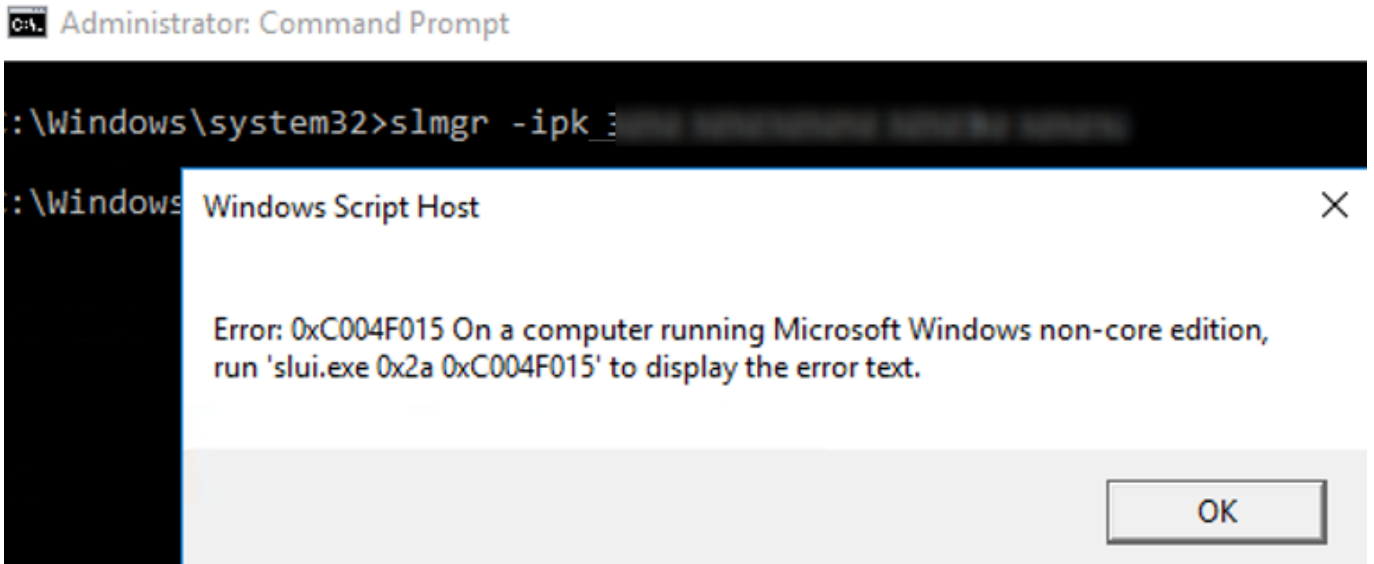 Administrator: Command Prompt
:\Windows\system32>slmgr -ipk
:\Windows
Windows Script Host
Error: 0xC004F015 On a computer running Microsoft Windows non-core edition,
run 'slui.exe 0x2a 0xC004F015' to display the error text.
OK